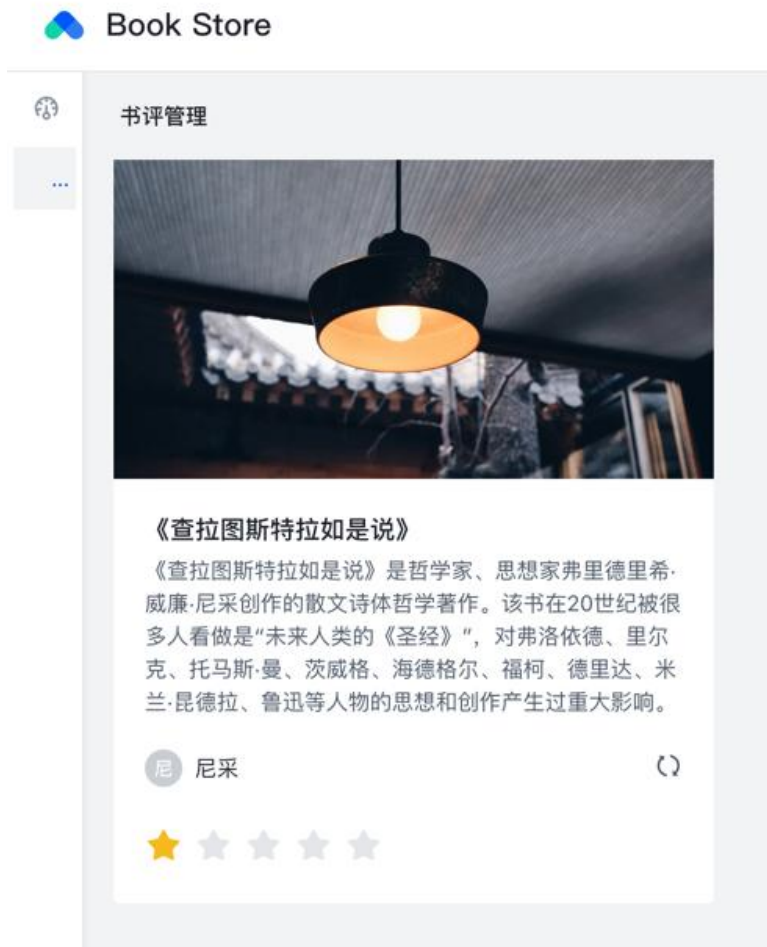 Book Store
书评管理
...
《查拉图斯特拉如是说》
《查拉图斯特拉如是说》是哲学家、思想家弗里德里希·
威廉·尼采创作的散文诗体哲学著作。该书在20世纪被很
多人看做是“未来人类的《圣经》”，对弗洛依德、里尔
克、托马斯·曼、茨威格、海德格尔、福柯、德里达、米
兰·昆德拉、鲁迅等人物的思想和创作产生过重大影响。
尼 尼采